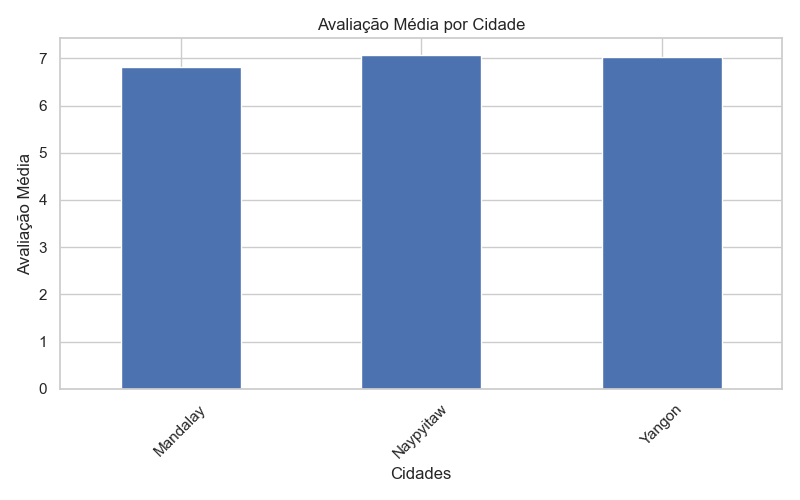 Avaliação Média por Cidade
Avaliação Média
7
6
5
4
3
2
1
0
Mandalay
Naypyitaw
Yangon
Cidades